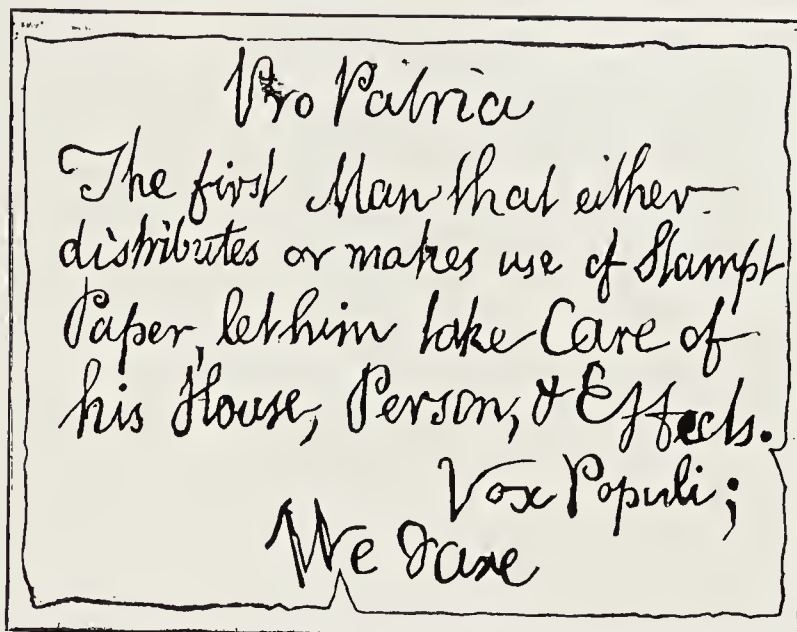 Pro Patria
The first Man that either
distributes or makes use of Stampt
Paper, let him take Care of
his House, Person, & Effects.
Vox Populi;
We dare